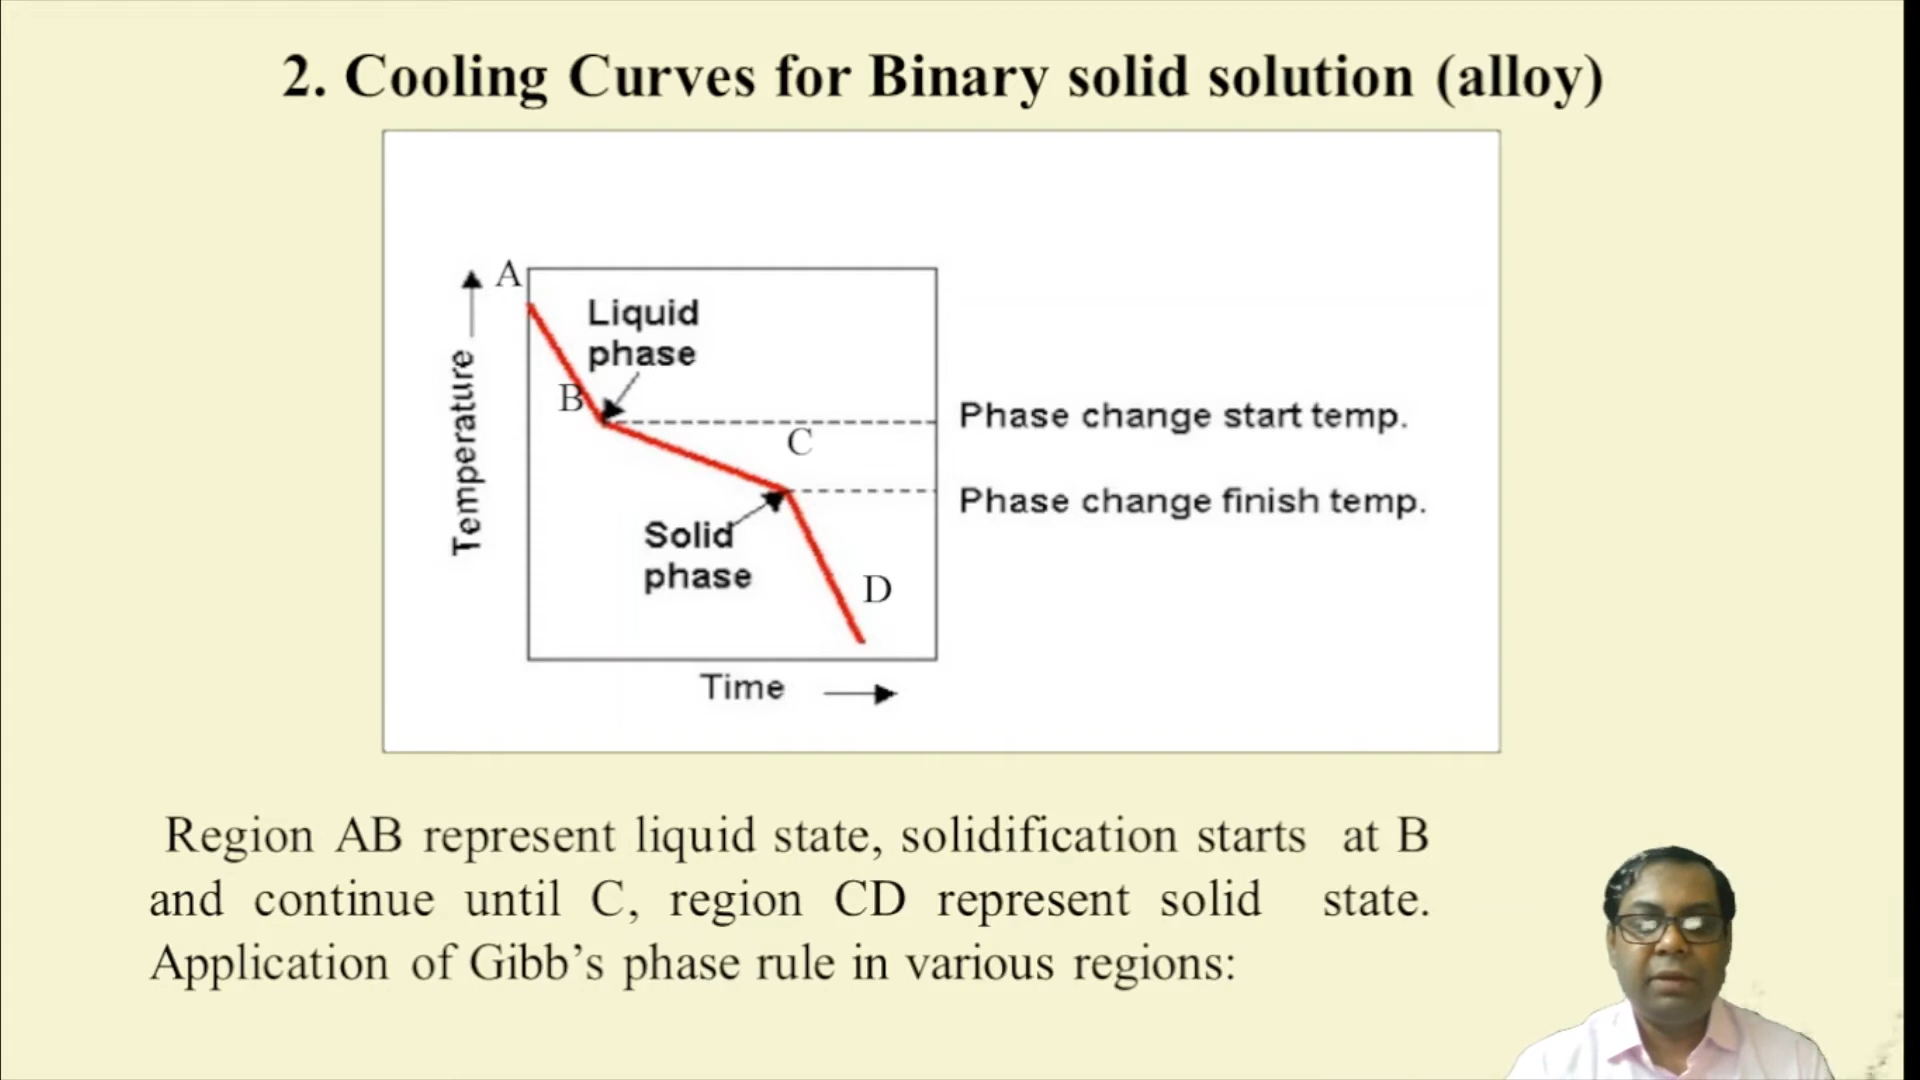 2. Cooling Curves for Binary solid solution (alloy)
A
Liquid
phase
B
Phase change start temp.
C
Temperature
Phase change finish temp.
Solid
phase
D
Time
Region AB represent liquid state, solidification starts at B
and continue until C, region CD represent solid state.
Application of Gibb's phase rule in various regions: